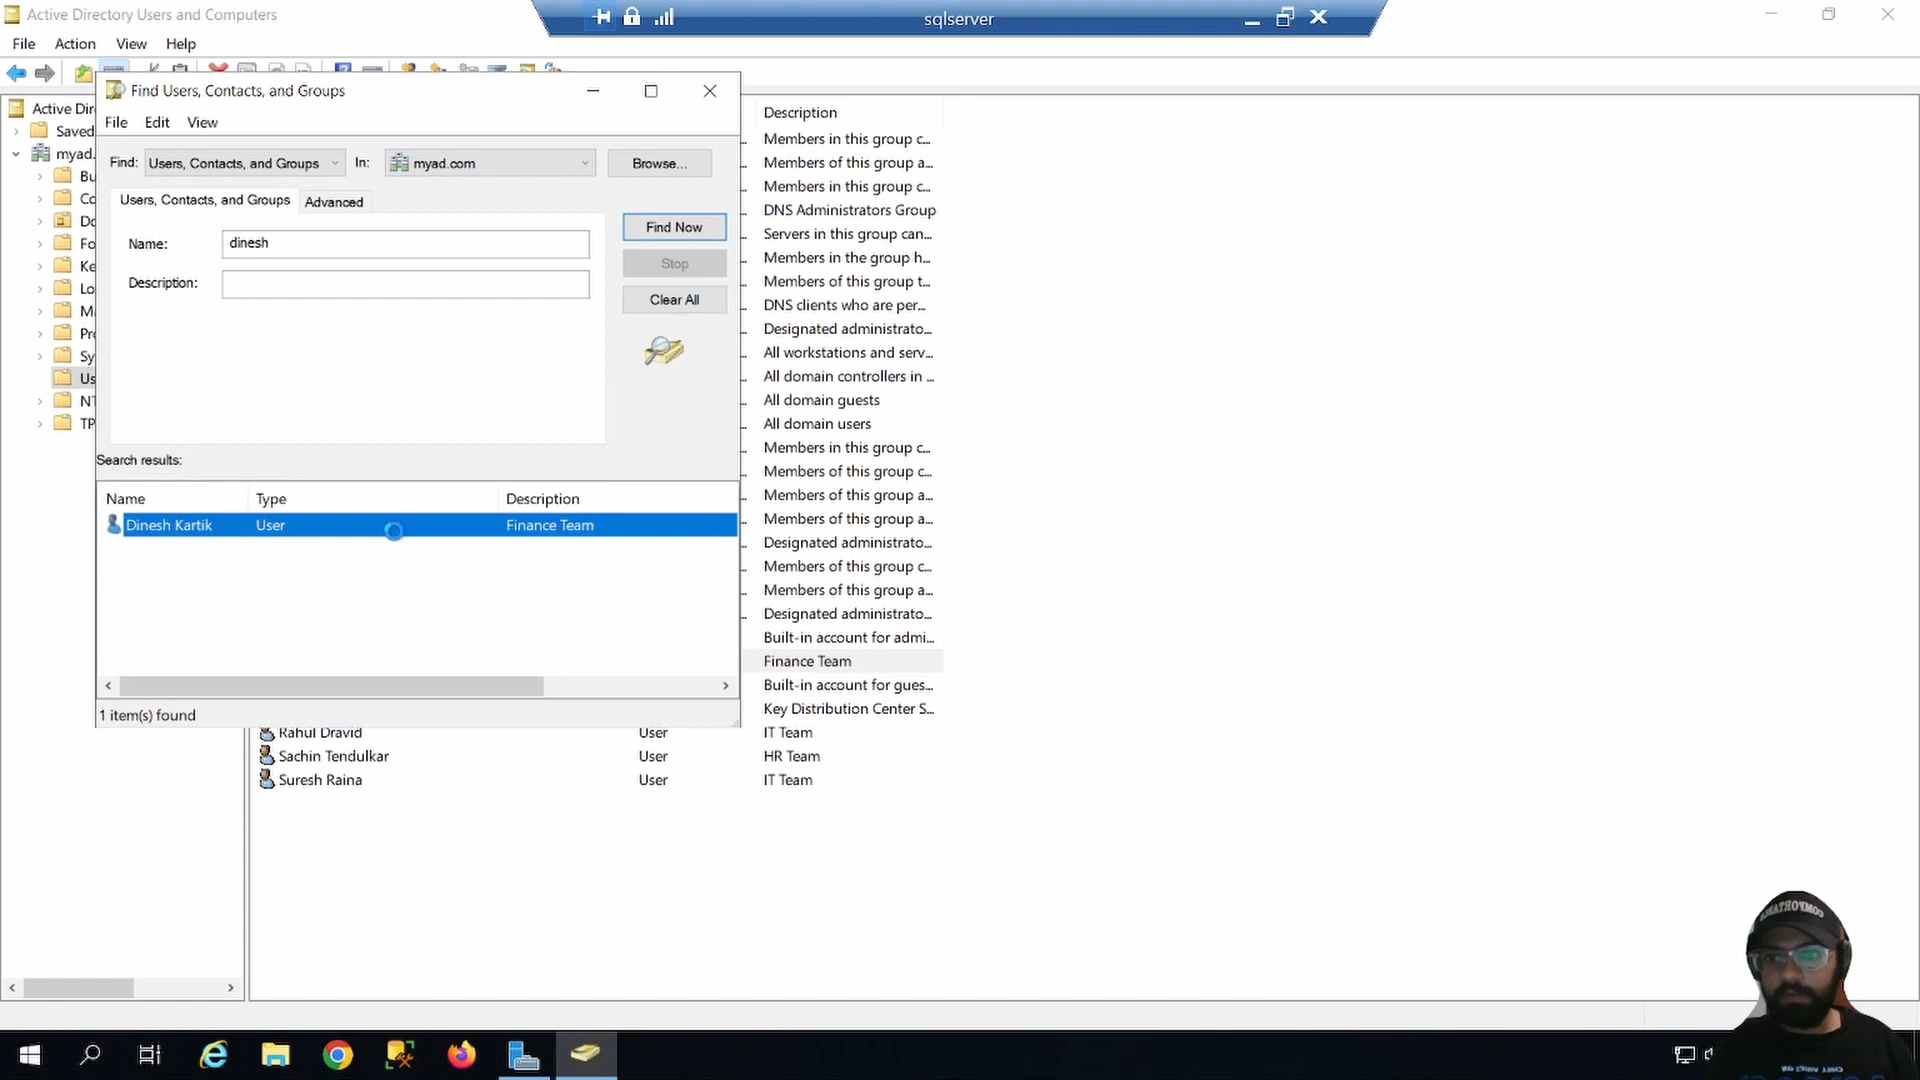 Active Directory Users and Computers
sqlserver
File Action View Help
Find Users, Contacts, and Groups
File Edit View
Find: Users, Contacts, and Groups In: myad.com Browse...
Users, Contacts, and Groups Advanced
Name: dinesh
Description:
Find Now
Stop
Clear All
Search results:
Name Type Description
Dinesh Kartik User Finance Team
1 item(s) found
Active Dir
Saved
myad.
Bu
Co
Do
Fo
Ke
Lo
M
Pro
Sy
Us
NT
TP
Description
Members in this group c...
Members of this group a...
Members in this group c...
DNS Administrators Group
Servers in this group can...
Members in the group h...
Members of this group t...
DNS clients who are per...
Designated administrato...
All workstations and serv...
All domain controllers in ...
All domain guests
All domain users
Members in this group c...
Members of this group c...
Members of this group a...
Members of this group a...
Designated administrato...
Members of this group c...
Members of this group a...
Designated administrato...
Built-in account for admi...
Finance Team
Built-in account for gues...
Key Distribution Center S...
Rahul Dravid User IT Team
Sachin Tendulkar User HR Team
Suresh Raina User IT Team
COMFORTABLE